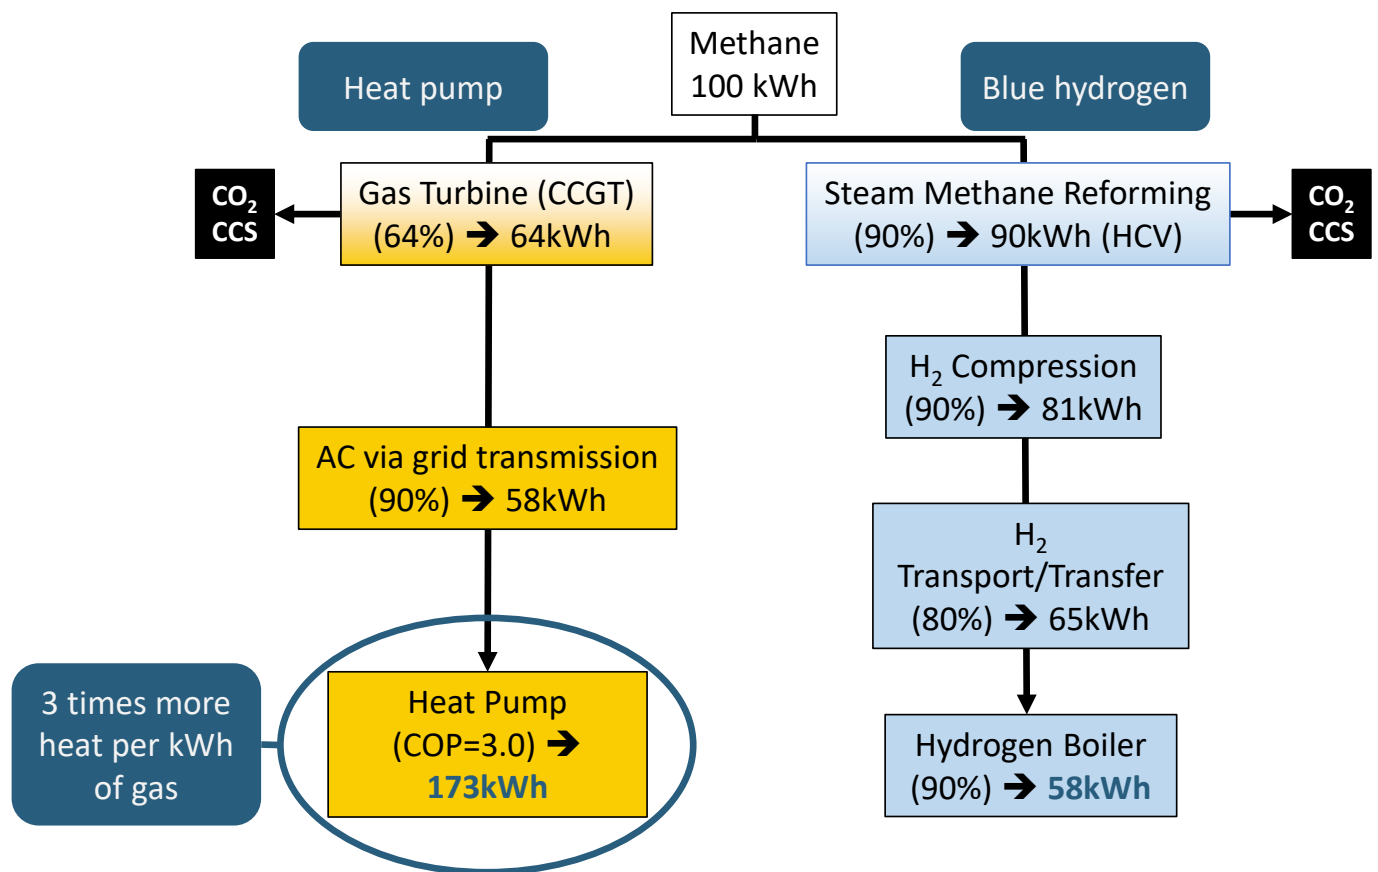 Methane
100 kWh
Heat pump
Blue hydrogen
CO₂
CCS
Gas Turbine (CCGT)
(64%) ➔ 64kWh
Steam Methane Reforming
(90%) ➔ 90kWh (HCV)
CO₂
CCS
H₂ Compression
(90%) ➔ 81kWh
AC via grid transmission
(90%) ➔ 58kWh
H₂
Transport/Transfer
(80%) ➔ 65kWh
3 times more
heat per kWh
of gas
Heat Pump
(COP=3.0) ➔
173kWh
Hydrogen Boiler
(90%) ➔ 58kWh